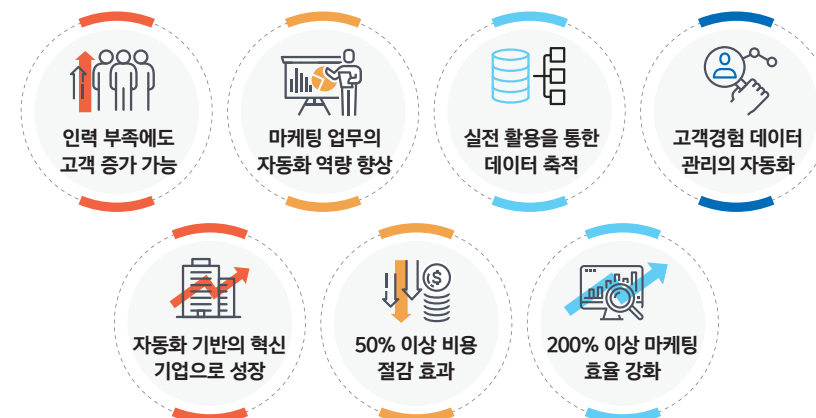 인력 부족에도
고객 증가 가능
마케팅 업무의
자동화 역량 향상
실전 활용을 통한
데이터 축적
고객경험 데이터
관리의 자동화
자동화 기반의 혁신
기업으로 성장
50% 이상 비용
절감 효과
200% 이상 마케팅
효율 강화